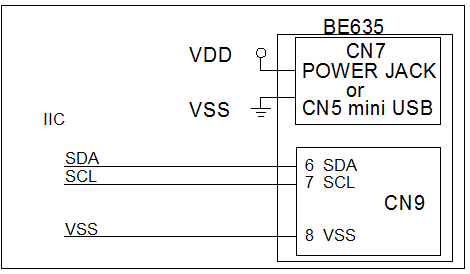 BE635
VDD
CN7
POWER JACK
or
CN5 mini USB
VSS
IIC
SDA
6 SDA
SCL
7 SCL
CN9
VSS
8 VSS